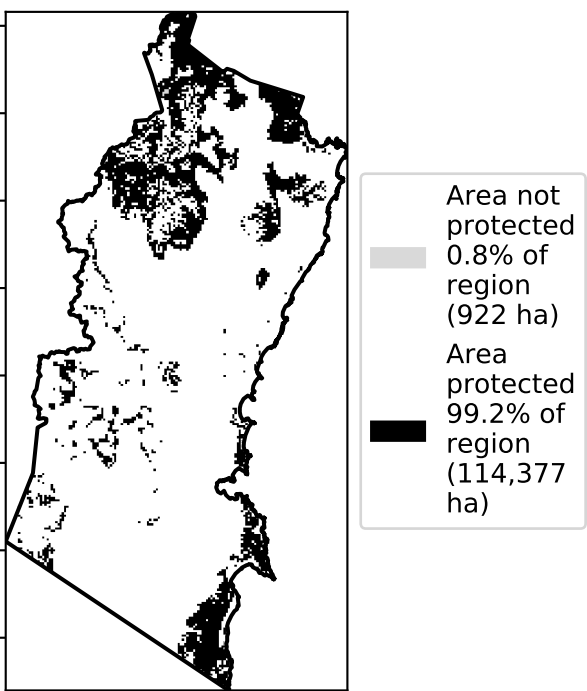 Area not
protected
0.8% of
region
(922 ha)
Area
protected
99.2% of
region
(114,377
ha)